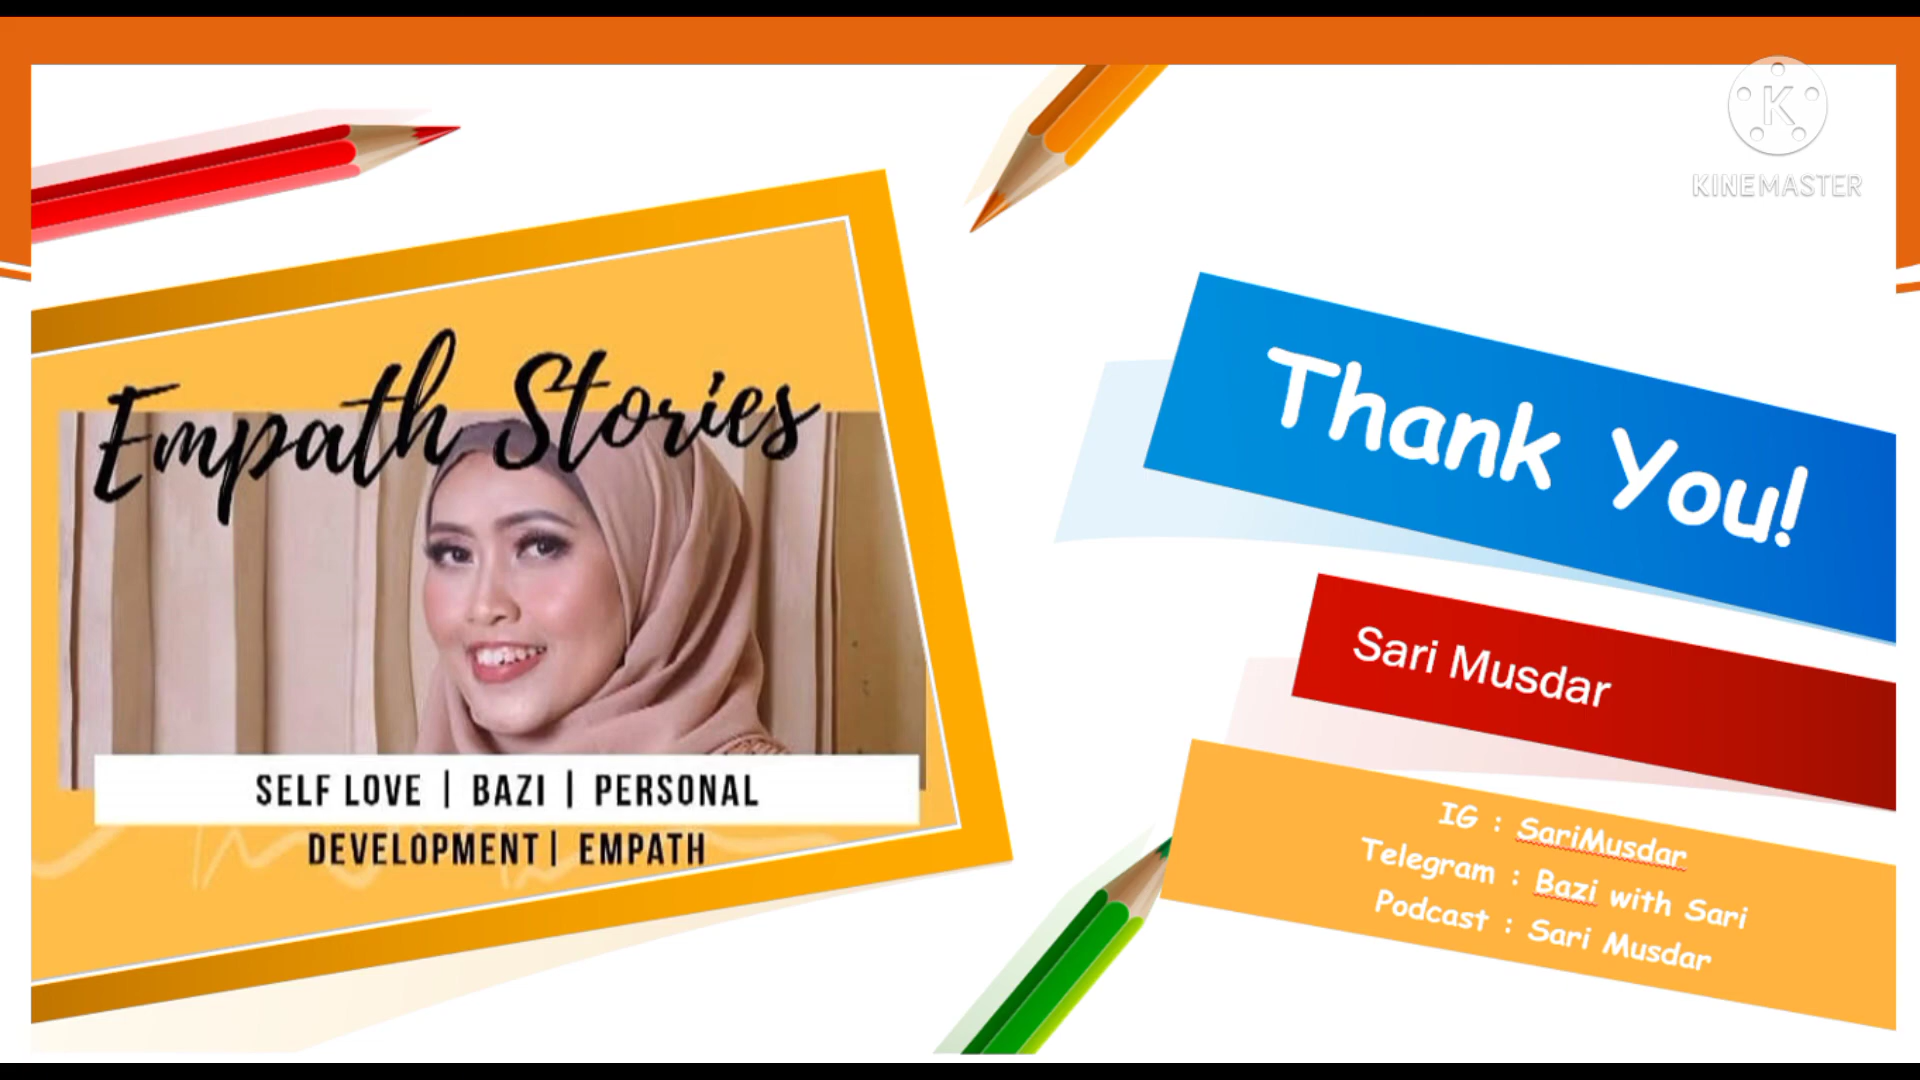 Empath Stories
SELF LOVE | BAZI | PERSONAL
DEVELOPMENT| EMPATH
KINEMASTER
Thank You!
Sari Musdar
IG : SariMusdar
Telegram : Bazi with Sari
Podcast : Sari Musdar